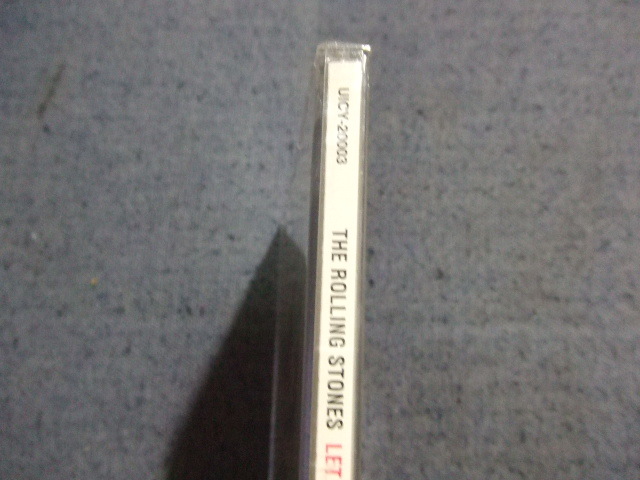 UICY-20003
THE ROLLING STONES LET